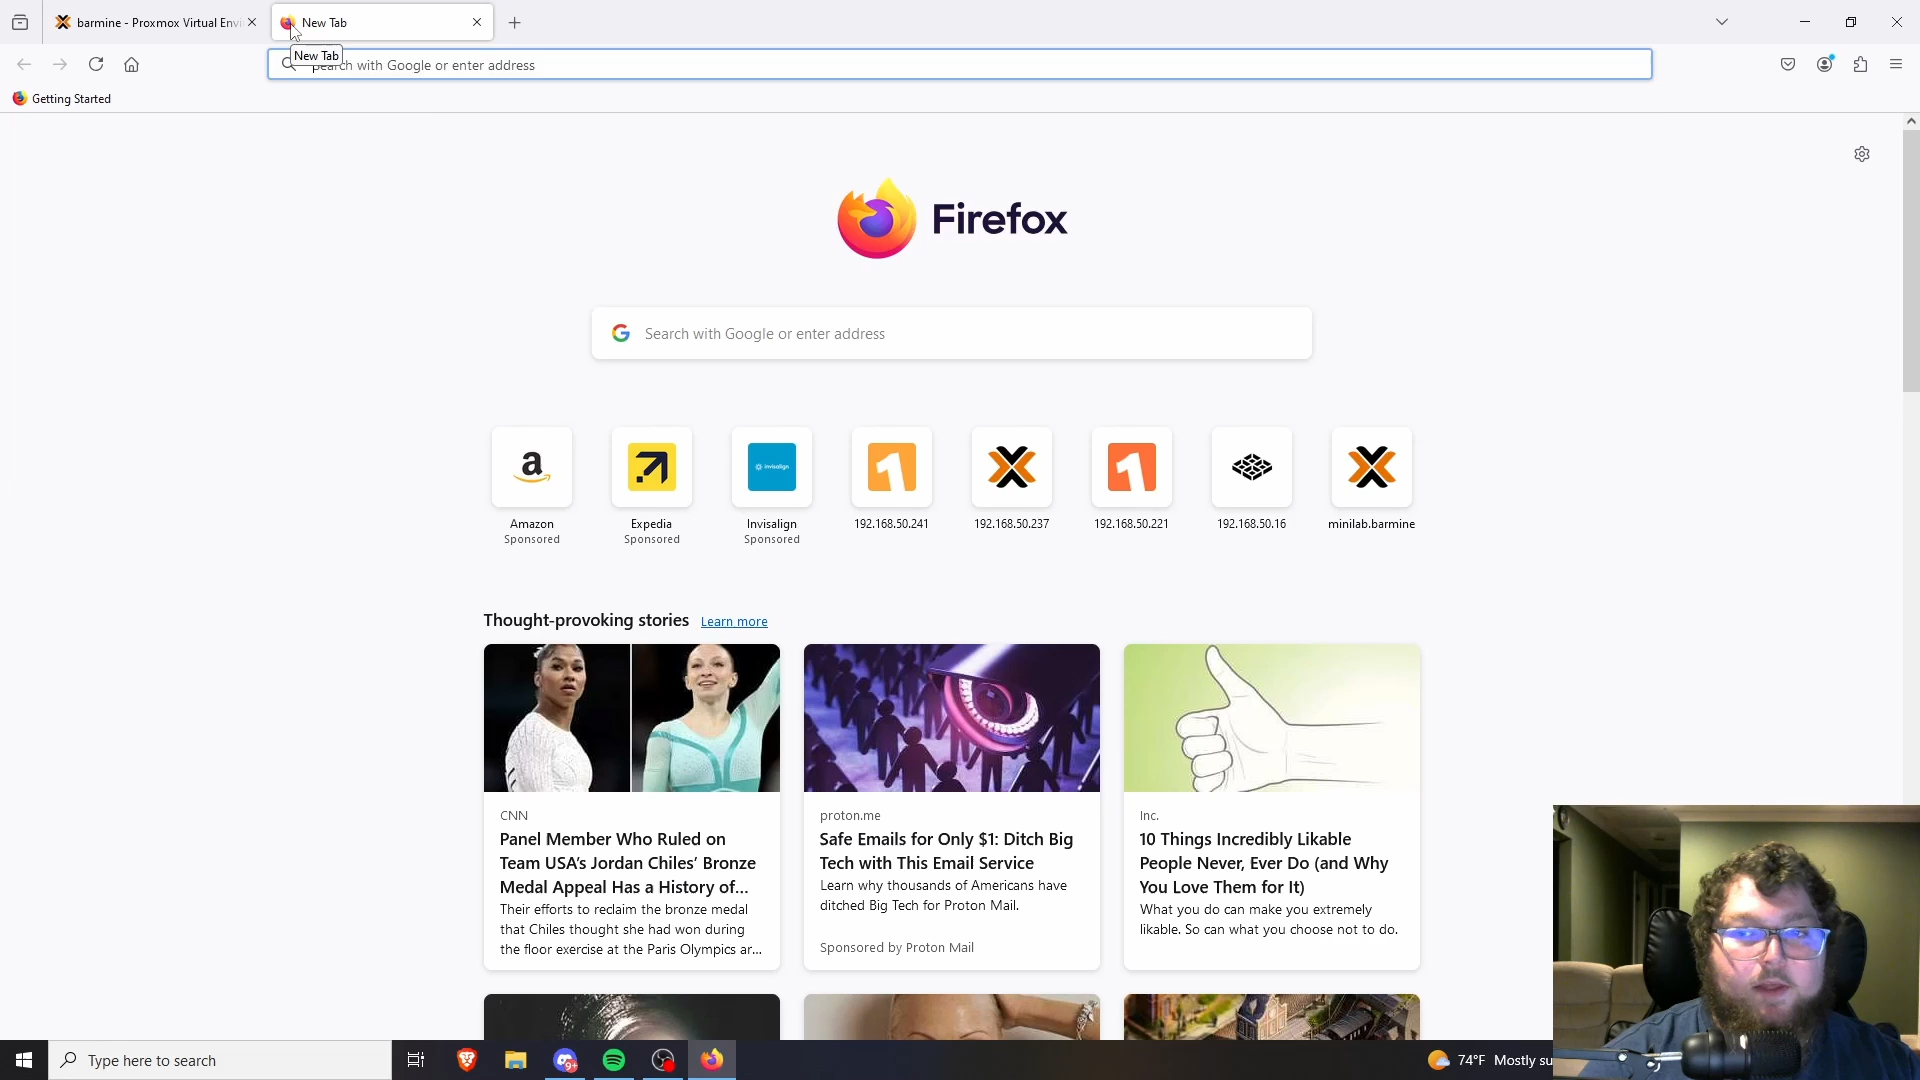 barmine - Proxmox Virtual Envi
New Tab
New Tab
Search with Google or enter address
Getting Started
Firefox
Search with Google or enter address
a
invisalign
Amazon
Sponsored
Expedia
Sponsored
Invisalign
Sponsored
192.168.50.241
192.168.50.237
192.168.50.221
192.168.50.16
minilab.barmine
Thought-provoking stories Learn more
CNN
Panel Member Who Ruled on
Team USA’s Jordan Chiles’ Bronze
Medal Appeal Has a History of...
Their efforts to reclaim the bronze medal
that Chiles thought she had won during
the floor exercise at the Paris Olympics ar...
proton.me
Safe Emails for Only $1: Ditch Big
Tech with This Email Service
Learn why thousands of Americans have
ditched Big Tech for Proton Mail.
Sponsored by Proton Mail
Inc.
10 Things Incredibly Likable
People Never, Ever Do (and Why
You Love Them for It)
What you do can make you extremely
likable. So can what you choose not to do.
Type here to search
9+
74°F Mostly su